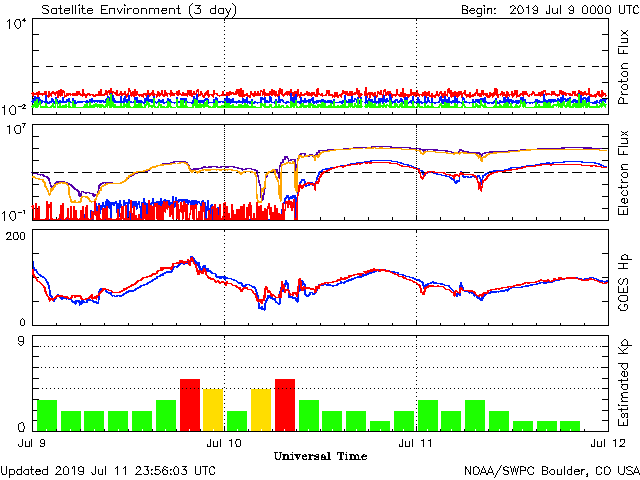 Satellite Environment (3 day)
Begin: 2019 Jul 9 0000 UTC
10⁴
10⁻²
Proton Flux
10⁷
10⁻¹
Electron Flux
200
0
GOES Hp
9
0
Estimated Kp
Jul 9
Jul 10
Jul 11
Jul 12
Universal Time
Updated 2019 Jul 11 23:56:03 UTC
NOAA/SWPC Boulder, CO USA